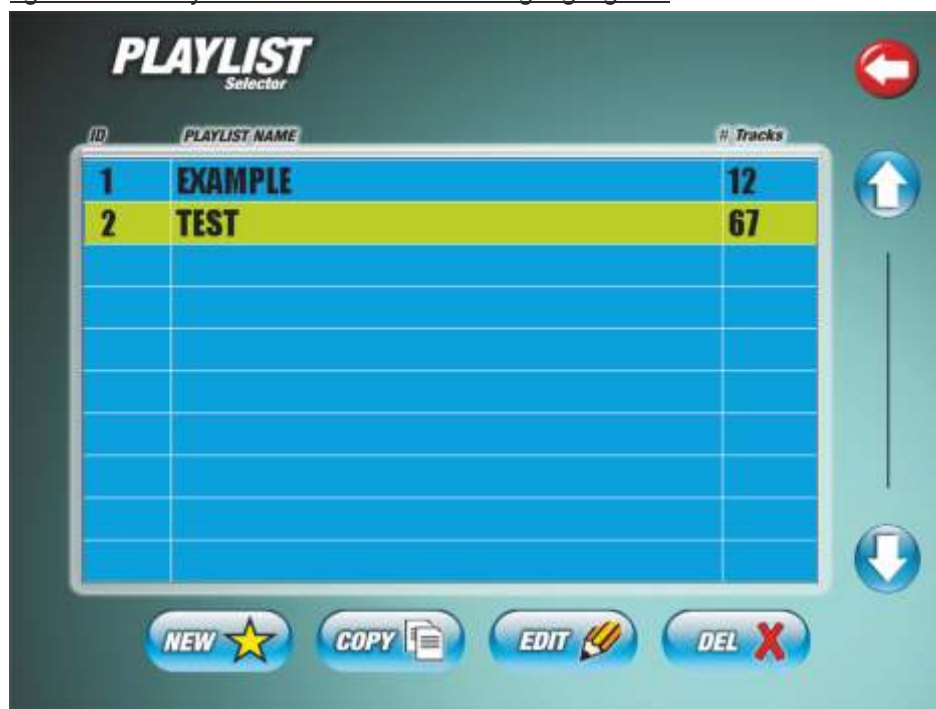 PLAYLIST
Selector
ID PLAYLIST NAME # Tracks
1 EXAMPLE 12
2 TEST 67
NEW COPY EDIT DEL